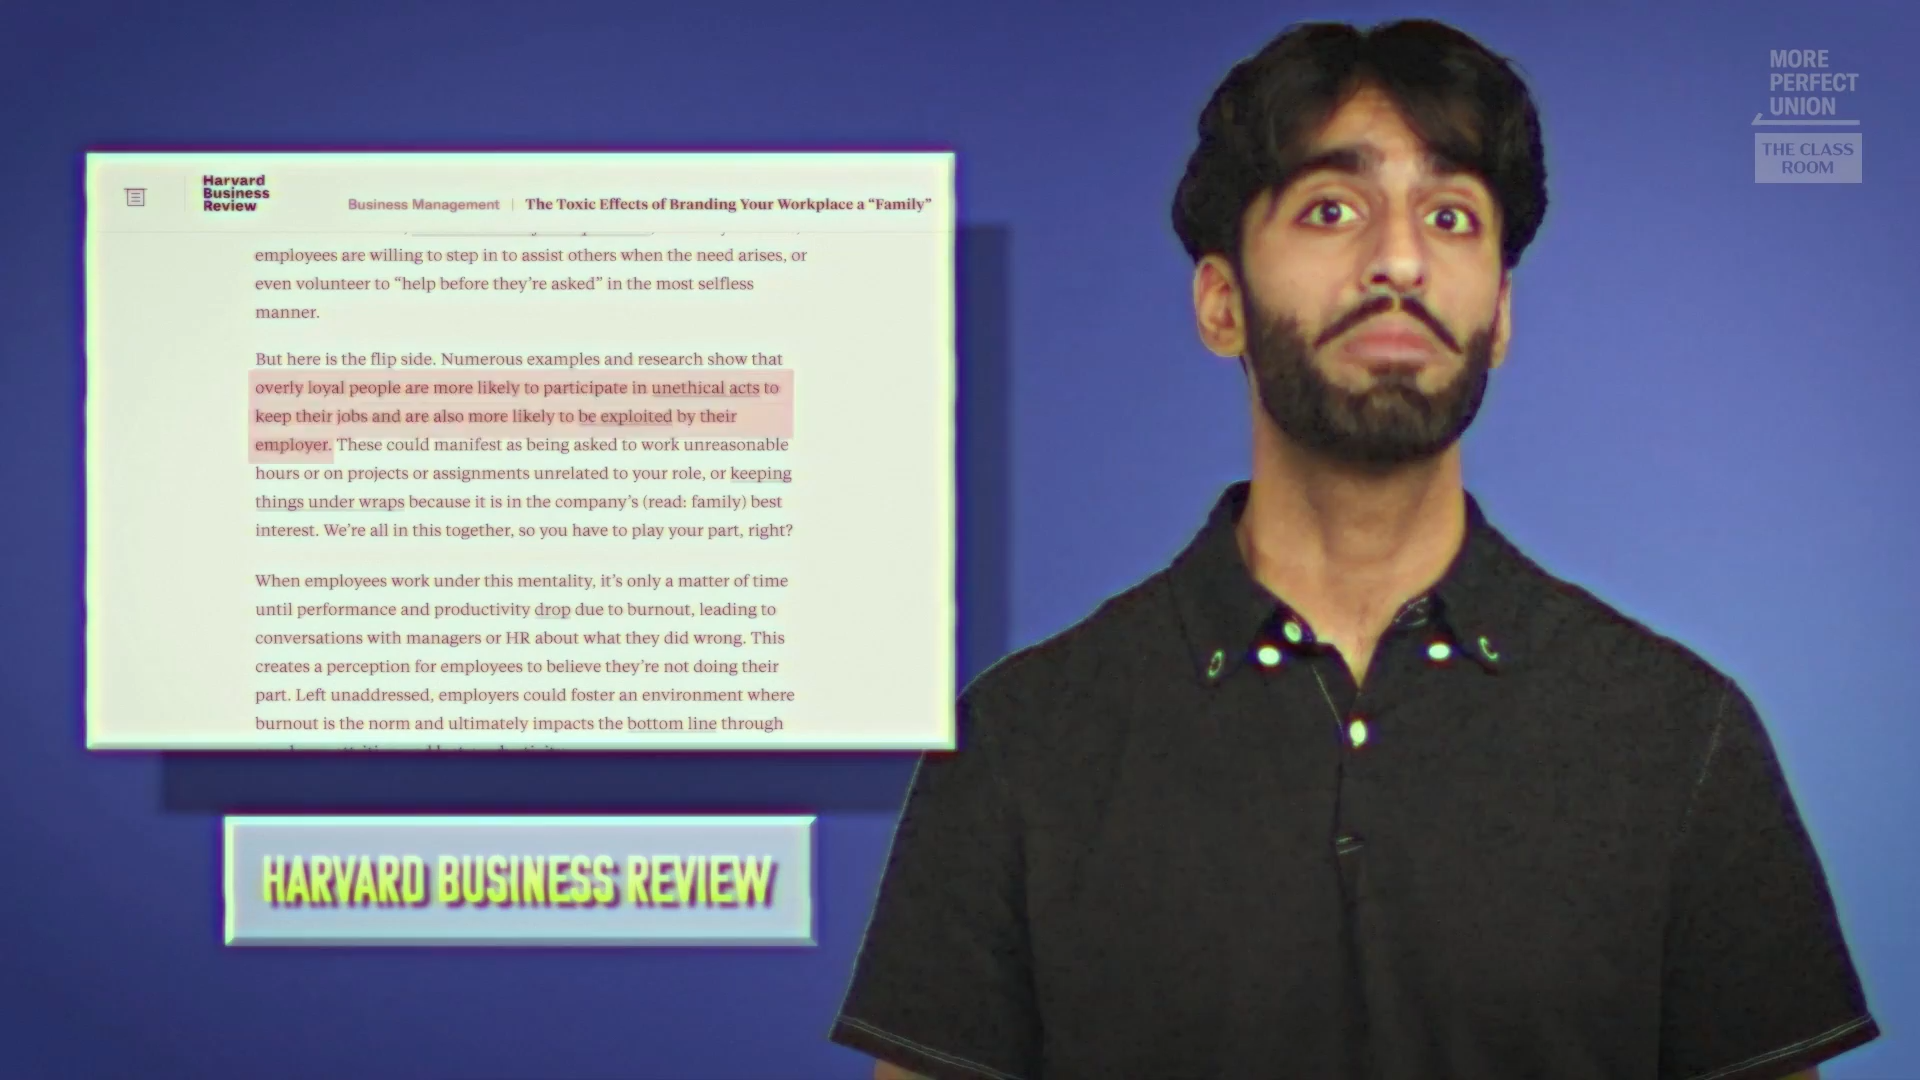 Harvard
Business
Review
Business Management | The Toxic Effects of Branding Your Workplace a “Family”
employees are willing to step in to assist others when the need arises, or
even volunteer to “help before they’re asked” in the most selfless
manner.
But here is the flip side. Numerous examples and research show that
overly loyal people are more likely to participate in unethical acts to
keep their jobs and are also more likely to be exploited by their
employer. These could manifest as being asked to work unreasonable
hours or on projects or assignments unrelated to your role, or keeping
things under wraps because it is in the company’s (read: family) best
interest. We’re all in this together, so you have to play your part, right?
When employees work under this mentality, it’s only a matter of time
until performance and productivity drop due to burnout, leading to
conversations with managers or HR about what they did wrong. This
creates a perception for employees to believe they’re not doing their
part. Left unaddressed, employers could foster an environment where
burnout is the norm and ultimately impacts the bottom line through
HARVARD BUSINESS REVIEW
MORE
PERFECT
UNION
THE CLASS
ROOM